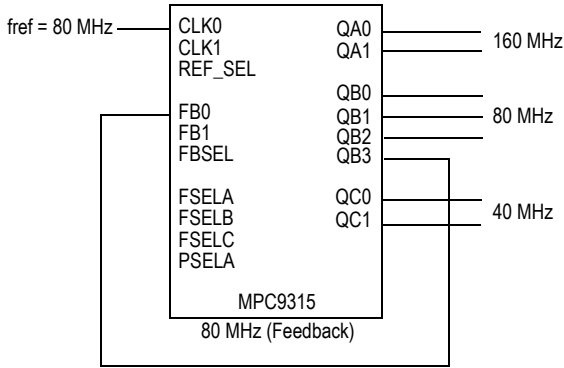 fref = 80 MHz
CLK0
CLK1
REF_SEL
FB0
FB1
FBSEL
FSELA
FSELB
FSELC
PSELA
QA0
QA1
160 MHz
QB0
QB1
QB2
QB3
80 MHz
QC0
QC1
40 MHz
MPC9315
80 MHz (Feedback)